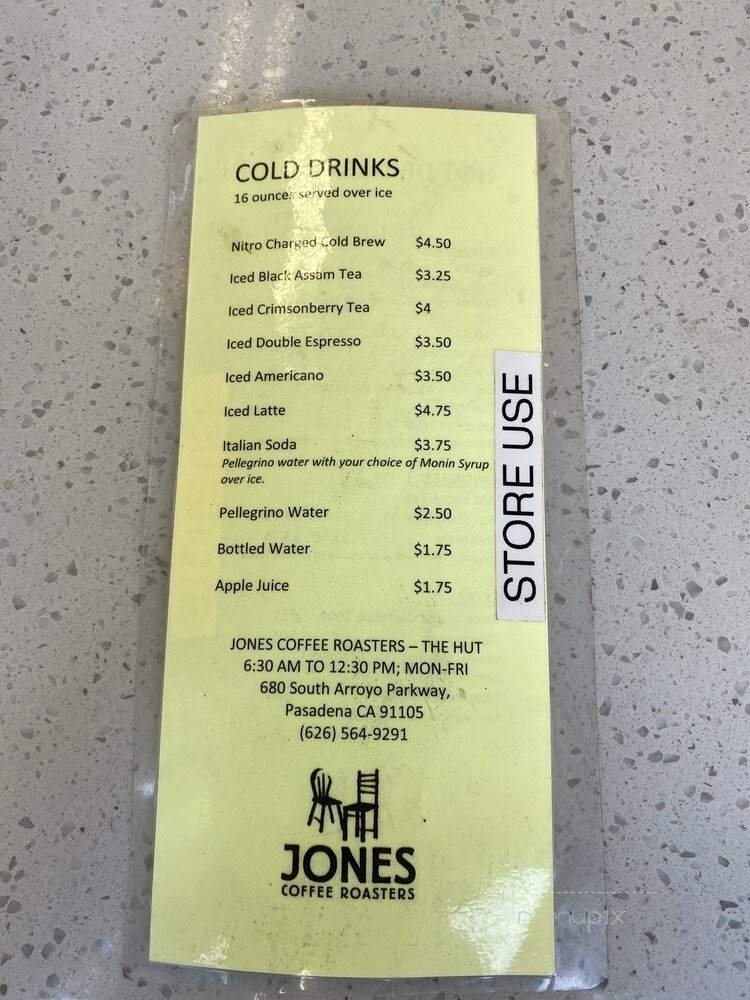 COLD DRINKS
16 ounces served over ice
Nitro Charged Cold Brew $4.50
Iced Black Assam Tea $3.25
Iced Crimsonberry Tea $4
Iced Double Espresso $3.50
Iced Americano $3.50
Iced Latte $4.75
Italian Soda $3.75
Pellegrino water with your choice of Monin Syrup
over ice.
Pellegrino Water $2.50
Bottled Water $1.75
Apple Juice $1.75
STORE USE
JONES COFFEE ROASTERS – THE HUT
6:30 AM TO 12:30 PM; MON-FRI
680 South Arroyo Parkway,
Pasadena CA 91105
(626) 564-9291
JONES
COFFEE ROASTERS
menupix